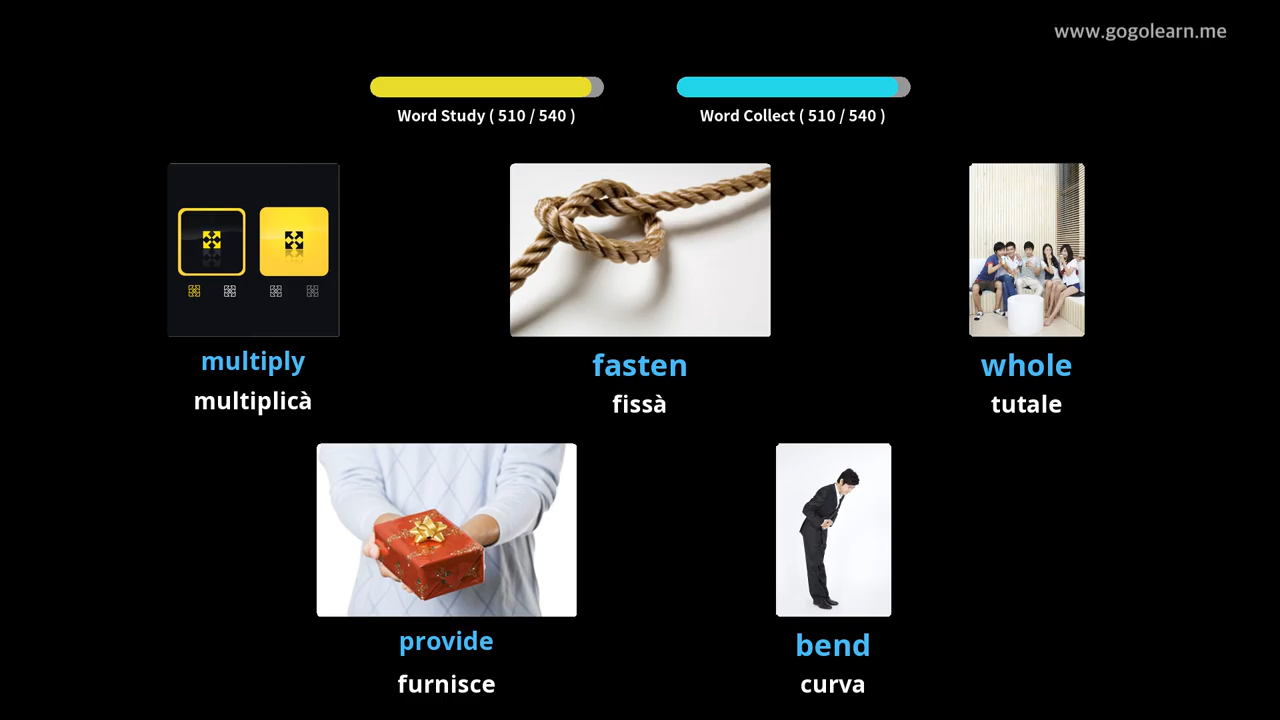 www.gogolearn.me
Word Study ( 510 / 540 )
Word Collect ( 510 / 540 )
multiply
multiplicà
fasten
fissà
whole
tutale
provide
furnisce
bend
curva